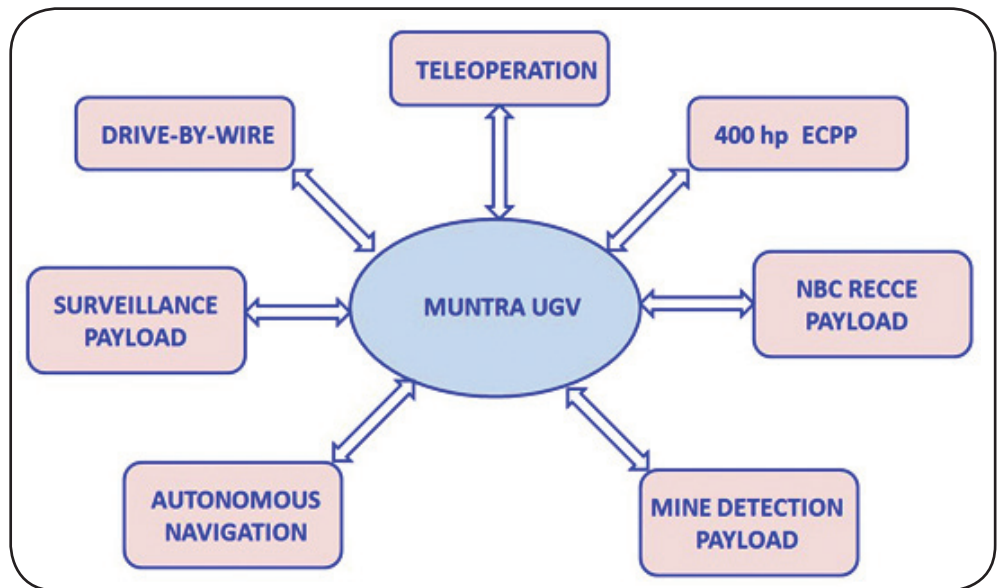 TELEOPERATION
DRIVE-BY-WIRE
400 hp ECPP
SURVEILLANCE
PAYLOAD
MUNTRA UGV
NBC RECCE
PAYLOAD
AUTONOMOUS
NAVIGATION
MINE DETECTION
PAYLOAD